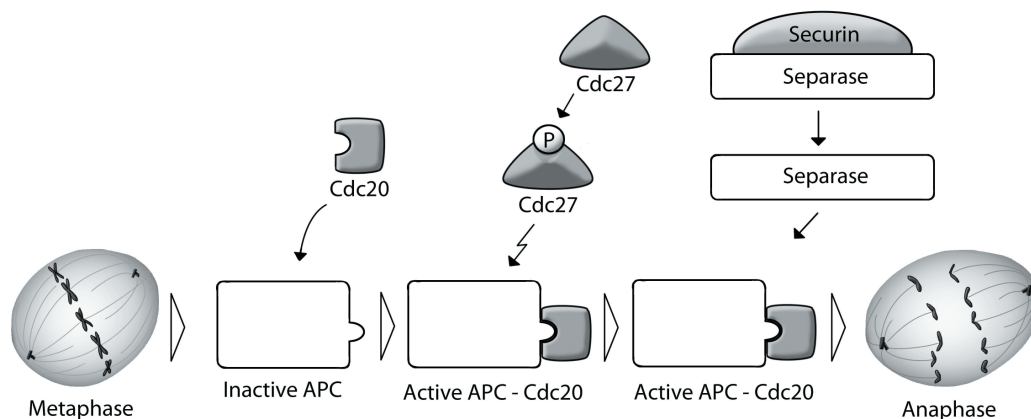 Securin
Separase
Cdc27
P
Cdc20
Separase
Cdc27
Inactive APC
Active APC - Cdc20
Active APC - Cdc20
Metaphase
Anaphase